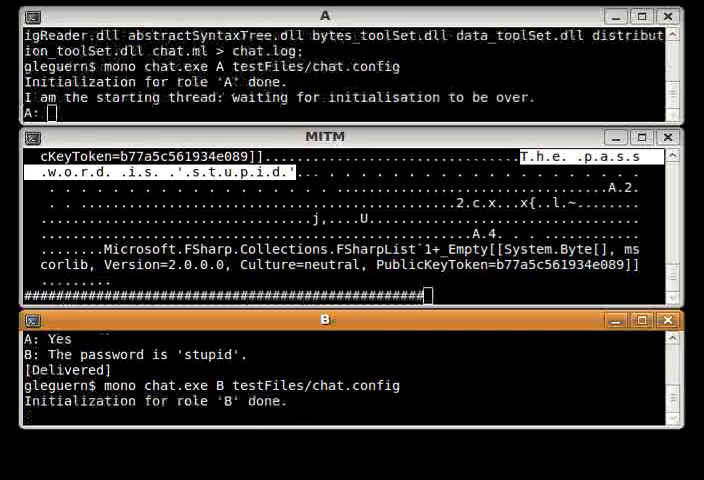 A
igReader.dll abstractSyntaxTree.dll bytes_toolSet.dll data_toolSet.dll distribut
ion_toolSet.dll chat.ml > chat.log;
gleguern$ mono chat.exe A testFiles/chat.config
Initialization for role 'A' done.
I am the starting thread: waiting for initialisation to be over.
A:
MITM
cKeyToken=b77a5c561934e089]]................................T.h.e. .p.a.s.s
.w.o.r.d. .i.s. .'.s.t.u.p.i.d.'... . . . . . . . . . . . . . . . . . . . .
. . . . . . . . . . . . . . . . . . ...................................A.2.
. . ................................................2.c.x...x{..l.~........
..................................j,....U..................................
......................................................A.4. . . ............
........Microsoft.FSharp.Collections.FSharpList`1+_Empty[[System.Byte[], ms
corlib, Version=2.0.0.0, Culture=neutral, PublicKeyToken=b77a5c561934e089]]
.........
##################################################
B
A: Yes
B: The password is 'stupid'.
[Delivered]
gleguern$ mono chat.exe B testFiles/chat.config
Initialization for role 'B' done.